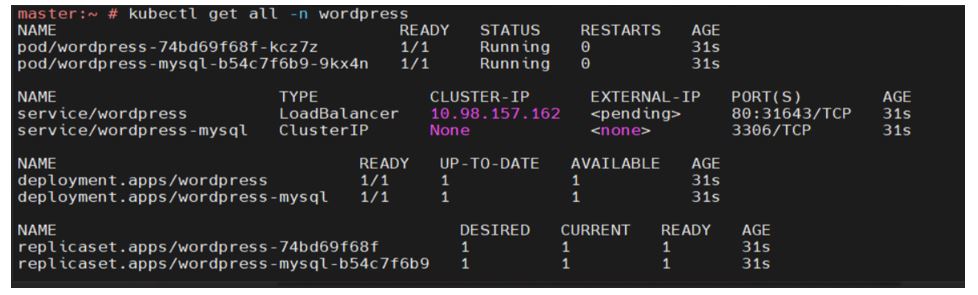 master:~ # kubectl get all -n wordpress
NAME READY STATUS RESTARTS AGE
pod/wordpress-74bd69f68f-kcz7z 1/1 Running 0 31s
pod/wordpress-mysql-b54c7f6b9-9kx4n 1/1 Running 0 31s
NAME TYPE CLUSTER-IP EXTERNAL-IP PORT(S) AGE
service/wordpress LoadBalancer 10.98.157.162 <pending> 80:31643/TCP 31s
service/wordpress-mysql ClusterIP None <none> 3306/TCP 31s
NAME READY UP-TO-DATE AVAILABLE AGE
deployment.apps/wordpress 1/1 1 1 31s
deployment.apps/wordpress-mysql 1/1 1 1 31s
NAME DESIRED CURRENT READY AGE
replicaset.apps/wordpress-74bd69f68f 1 1 1 31s
replicaset.apps/wordpress-mysql-b54c7f6b9 1 1 1 31s